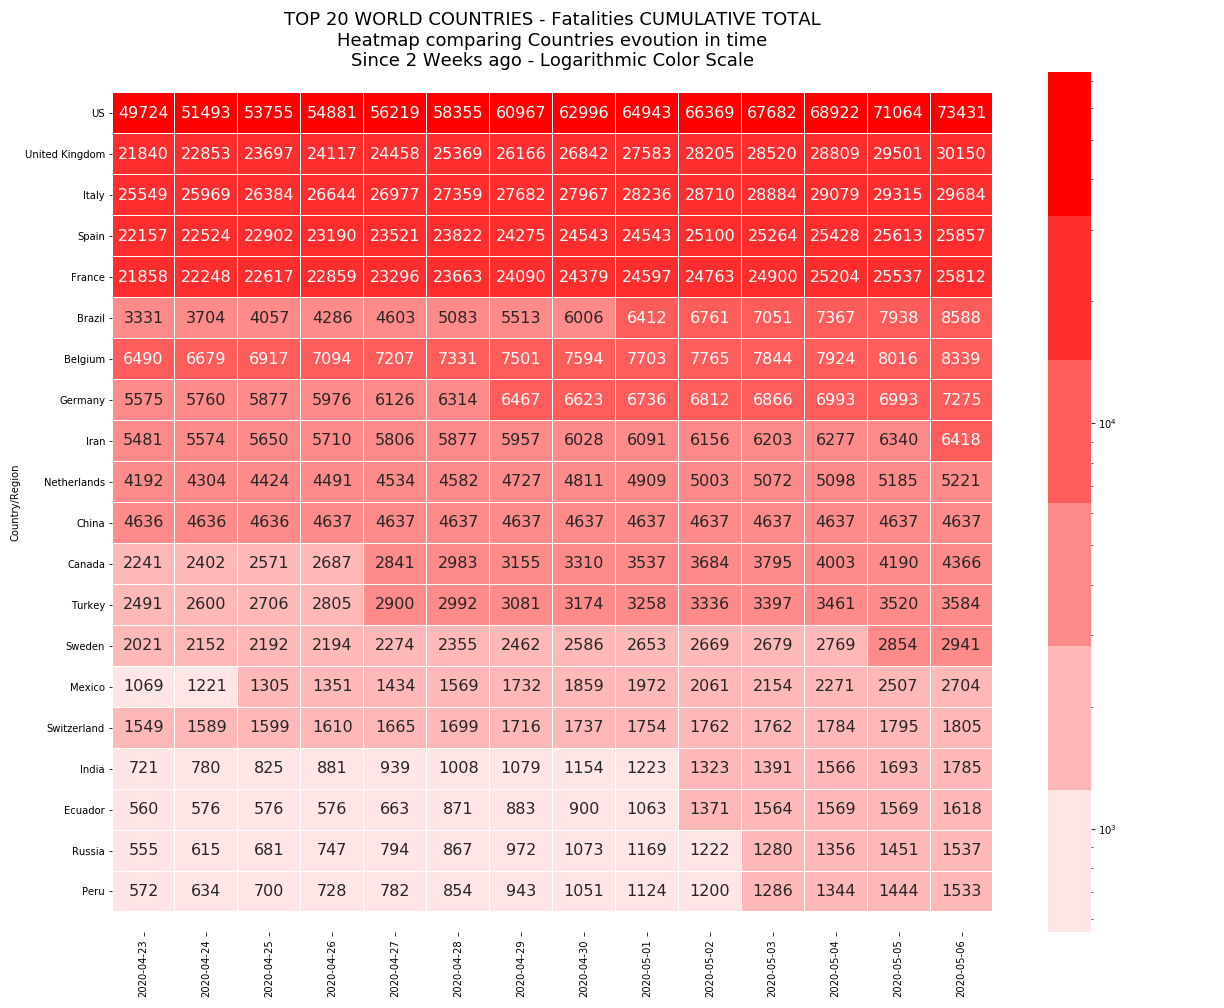 TOP 20 WORLD COUNTRIES - Fatalities CUMULATIVE TOTAL
Heatmap comparing Countries evoution in time
Since 2 Weeks ago - Logarithmic Color Scale
US 49724 51493 53755 54881 56219 58355 60967 62996 64943 66369 67682 68922 71064 73431
United Kingdom 21840 22853 23697 24117 24458 25369 26166 26842 27583 28205 28520 28809 29501 30150
Italy 25549 25969 26384 26644 26977 27359 27682 27967 28236 28710 28884 29079 29315 29684
Spain 22157 22524 22902 23190 23521 23822 24275 24543 24543 25100 25264 25428 25613 25857
France 21858 22248 22617 22859 23296 23663 24090 24379 24597 24763 24900 25204 25537 25812
Brazil 3331 3704 4057 4286 4603 5083 5513 6006 6412 6761 7051 7367 7938 8588
Belgium 6490 6679 6917 7094 7207 7331 7501 7594 7703 7765 7844 7924 8016 8339
10⁴
Germany 5575 5760 5877 5976 6126 6314 6467 6623 6736 6812 6866 6993 6993 7275
Iran 5481 5574 5650 5710 5806 5877 5957 6028 6091 6156 6203 6277 6340 6418
Netherlands 4192 4304 4424 4491 4534 4582 4727 4811 4909 5003 5072 5098 5185 5221
Country/Region
China 4636 4636 4636 4637 4637 4637 4637 4637 4637 4637 4637 4637 4637 4637
Canada 2241 2402 2571 2687 2841 2983 3155 3310 3537 3684 3795 4003 4190 4366
Turkey 2491 2600 2706 2805 2900 2992 3081 3174 3258 3336 3397 3461 3520 3584
Sweden 2021 2152 2192 2194 2274 2355 2462 2586 2653 2669 2679 2769 2854 2941
Mexico 1069 1221 1305 1351 1434 1569 1732 1859 1972 2061 2154 2271 2507 2704
Switzerland 1549 1589 1599 1610 1665 1699 1716 1737 1754 1762 1762 1784 1795 1805
India 721 780 825 881 939 1008 1079 1154 1223 1323 1391 1566 1693 1785
Ecuador 560 576 576 576 663 871 883 900 1063 1371 1564 1569 1569 1618
10³
Russia 555 615 681 747 794 867 972 1073 1169 1222 1280 1356 1451 1537
Peru 572 634 700 728 782 854 943 1051 1124 1200 1286 1344 1444 1533
2020-04-23 2020-04-24 2020-04-25 2020-04-26 2020-04-27 2020-04-28 2020-04-29 2020-04-30 2020-05-01 2020-05-02 2020-05-03 2020-05-04 2020-05-05 2020-05-06